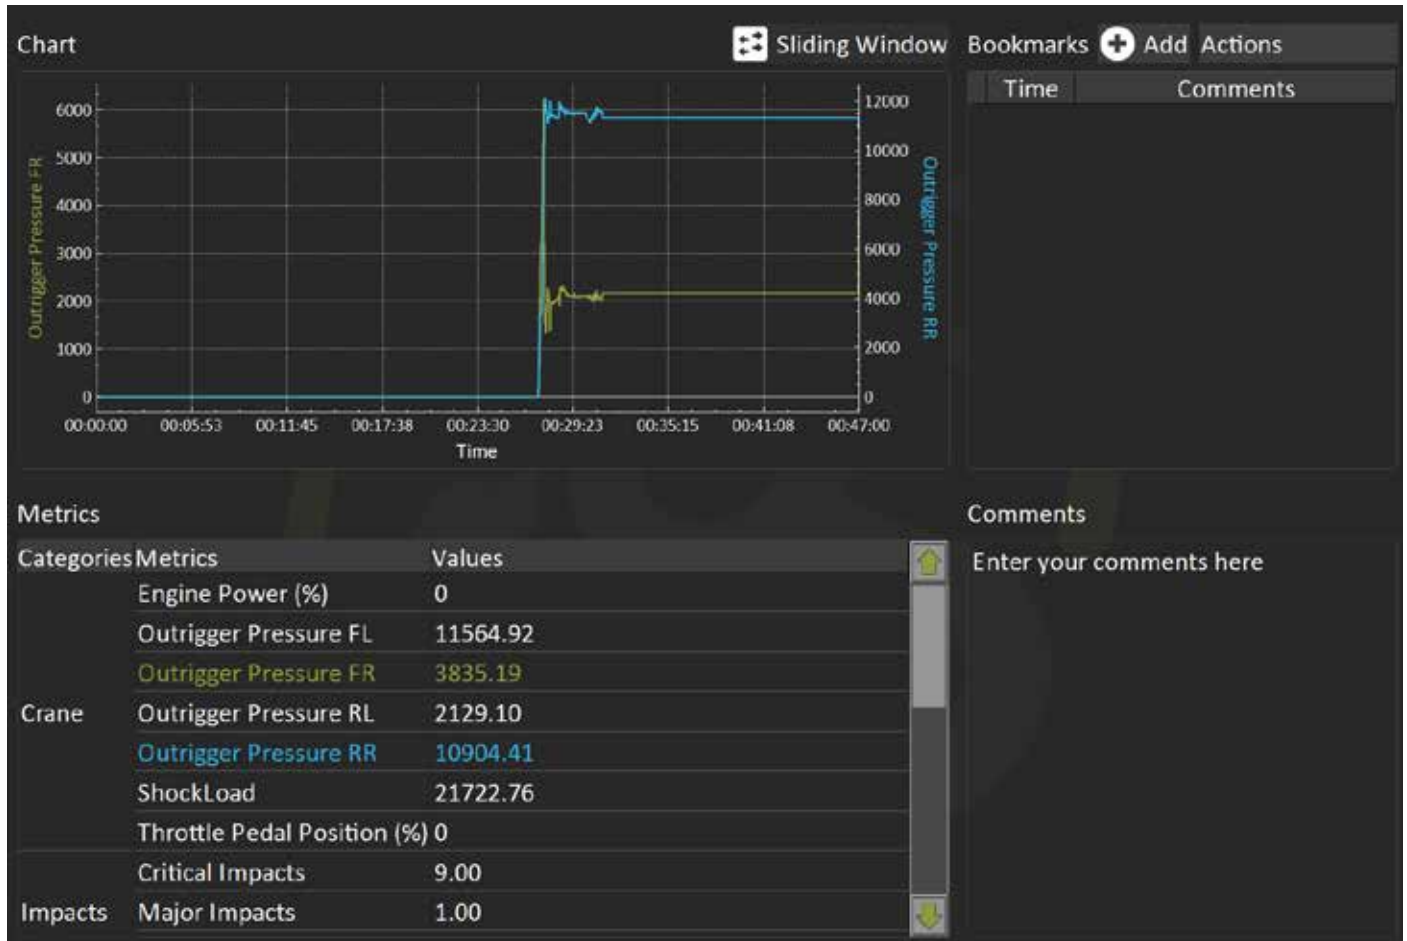 Chart
Sliding Window
Bookmarks Add Actions
Time Comments
6000
5000
4000
3000
2000
1000
0
Outrigger Pressure FR
12000
10000
8000
6000
4000
2000
0
Outrigger Pressure RR
00:00:00 00:05:53 00:11:45 00:17:38 00:23:30 00:29:23 00:35:15 00:41:08 00:47:00
Time
Metrics
Categories Metrics Values
Engine Power (%) 0
Outrigger Pressure FL 11564.92
Outrigger Pressure FR 3835.19
Crane Outrigger Pressure RL 2129.10
Outrigger Pressure RR 10904.41
ShockLoad 21722.76
Throttle Pedal Position (%) 0
Critical Impacts 9.00
Impacts Major Impacts 1.00
Comments
Enter your comments here